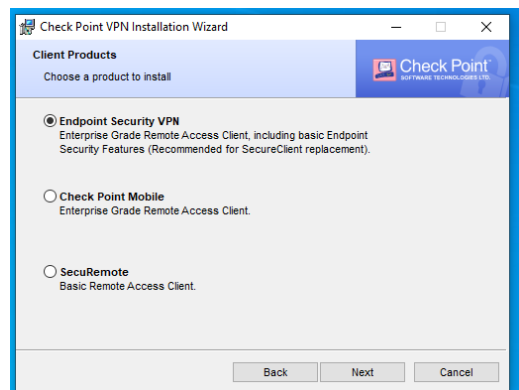 Check Point VPN Installation Wizard
Client Products
Choose a product to install
Check Point
SOFTWARE TECHNOLOGIES LTD.
Endpoint Security VPN
Enterprise Grade Remote Access Client, including basic Endpoint
Security Features (Recommended for SecureClient replacement).
Check Point Mobile
Enterprise Grade Remote Access Client.
SecuRemote
Basic Remote Access Client.
Back
Next
Cancel